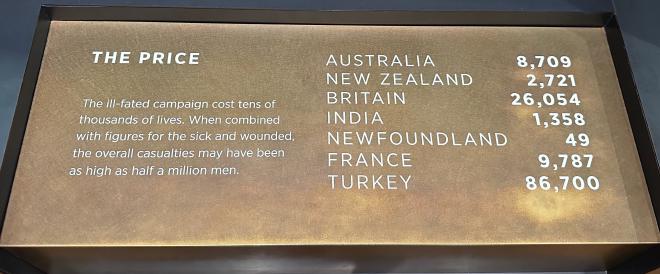 THE PRICE
The ill-fated campaign cost tens of
thousands of lives. When combined
with figures for the sick and wounded,
the overall casualties may have been
as high as half a million men.
AUSTRALIA 8,709
NEW ZEALAND 2,721
BRITAIN 26,054
INDIA 1,358
NEWFOUNDLAND 49
FRANCE 9,787
TURKEY 86,700